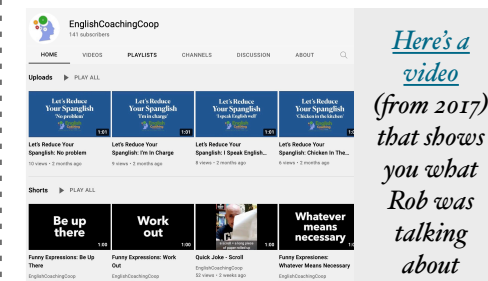 EnglishCoachingCoop
141 subscribers
HOME VIDEOS PLAYLISTS CHANNELS DISCUSSION ABOUT
Uploads PLAY ALL
Let's Reduce
Your Spanglish
'No problem'
1:01
Let's Reduce
Your Spanglish
'I'm in charge'
1:01
Let's Reduce
Your Spanglish
'I speak English well'
1:01
Let's Reduce
Your Spanglish
'Chicken in the kitchen'
Let's Reduce Your
Spanglish: No problem
10 views • 2 months ago
Let's Reduce Your
Spanglish: I'm In Charge
9 views • 2 months ago
Let's Reduce Your
Spanglish: I Speak English...
8 views • 2 months ago
Let's Reduce Your
Spanglish: Chicken In The...
6 views • 2 months ago
Shorts PLAY ALL
Be up
there
1:00
Work
out
1:00
1:00
Whatever
means
necessary
Funny Expressions: Be Up
There
EnglishCoachingCoop
Funny Expressions: Work
Out
EnglishCoachingCoop
Quick Joke - Scroll
EnglishCoachingCoop
52 views • 2 weeks ago
Funny Expresiones:
Whatever Means Necessary
EnglishCoachingCoop
Here's a
video
(from 2017)
that shows
you what
Rob was
talking
about